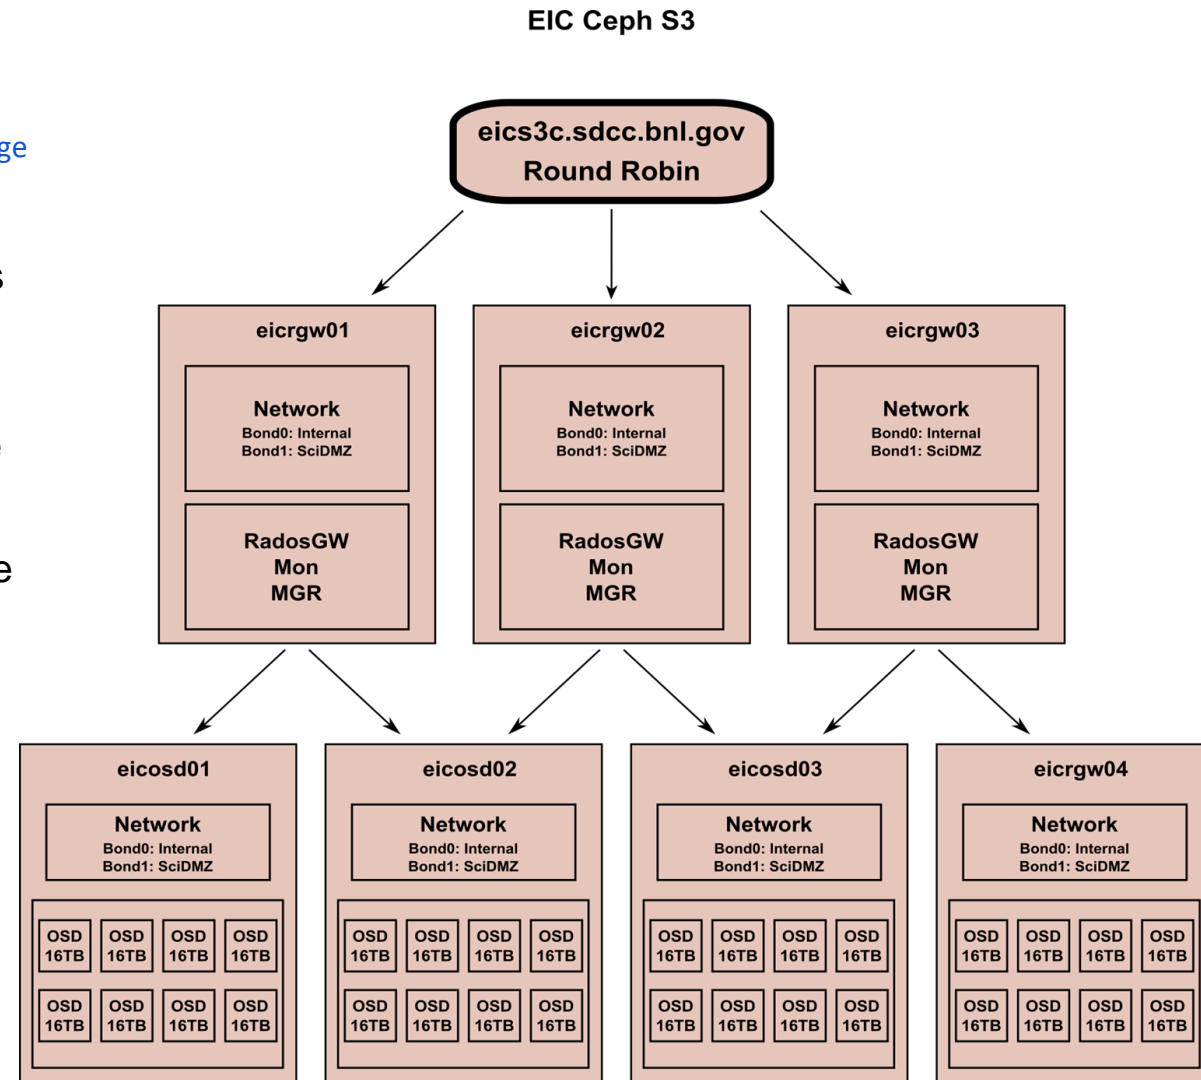 EIC Ceph S3
ge
s
e
e
eics3c.sdcc.bnl.gov
Round Robin
eicrgw01
Network
Bond0: Internal
Bond1: SciDMZ
RadosGW
Mon
MGR
eicrgw02
Network
Bond0: Internal
Bond1: SciDMZ
RadosGW
Mon
MGR
eicrgw03
Network
Bond0: Internal
Bond1: SciDMZ
RadosGW
Mon
MGR
eicosd01
Network
Bond0: Internal
Bond1: SciDMZ
OSD OSD OSD OSD
16TB 16TB 16TB 16TB
OSD OSD OSD OSD
16TB 16TB 16TB 16TB
eicosd02
Network
Bond0: Internal
Bond1: SciDMZ
OSD OSD OSD OSD
16TB 16TB 16TB 16TB
OSD OSD OSD OSD
16TB 16TB 16TB 16TB
eicosd03
Network
Bond0: Internal
Bond1: SciDMZ
OSD OSD OSD OSD
16TB 16TB 16TB 16TB
OSD OSD OSD OSD
16TB 16TB 16TB 16TB
eicrgw04
Network
Bond0: Internal
Bond1: SciDMZ
OSD OSD OSD OSD
16TB 16TB 16TB 16TB
OSD OSD OSD OSD
16TB 16TB 16TB 16TB